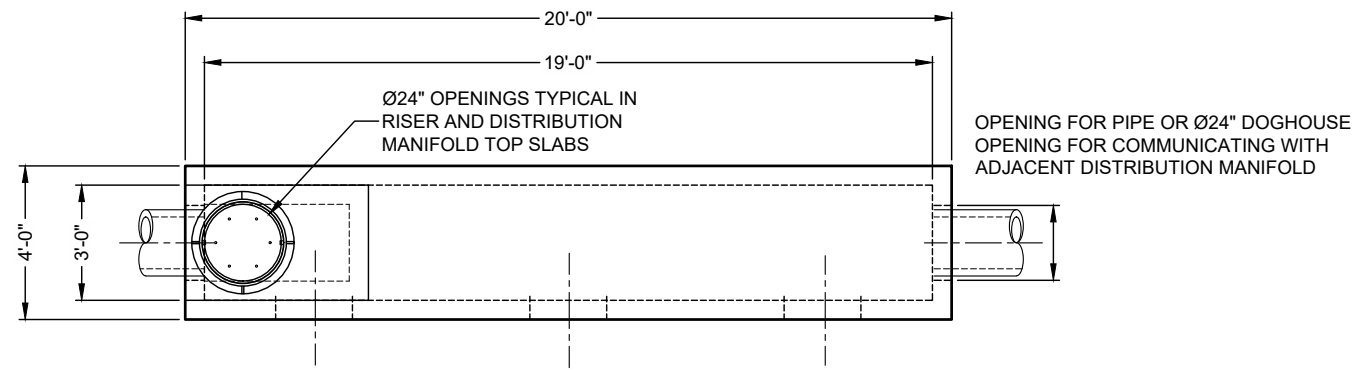 20'-0"
19'-0"
Ø24" OPENINGS TYPICAL IN
RISER AND DISTRIBUTION
MANIFOLD TOP SLABS
OPENING FOR PIPE OR Ø24" DOGHOUSE
OPENING FOR COMMUNICATING WITH
ADJACENT DISTRIBUTION MANIFOLD
4'-0"
3'-0"